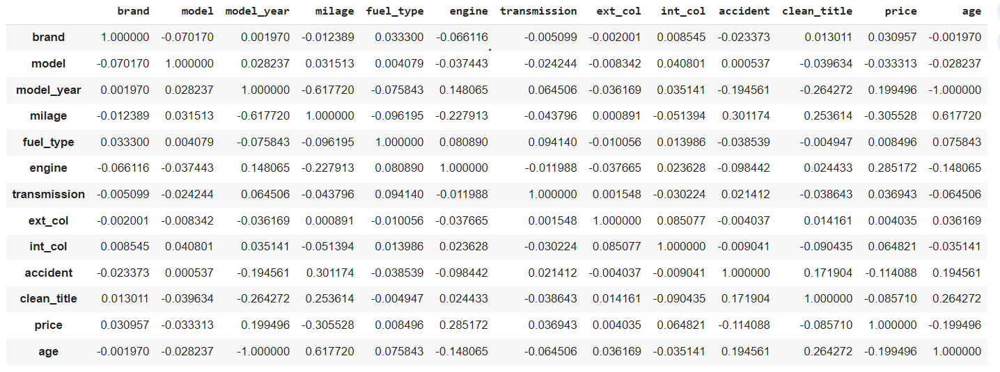 brand model model_year milage fuel_type engine transmission ext_col int_col accident clean_title price age
brand 1.000000 -0.070170 0.001970 -0.012389 0.033300 -0.066116 -0.005099 -0.002001 0.008545 -0.023373 0.013011 0.030957 -0.001970
model -0.070170 1.000000 0.028237 0.031513 0.004079 -0.037443 -0.024244 -0.008342 0.040801 0.000537 -0.039634 -0.033313 -0.028237
model_year 0.001970 0.028237 1.000000 -0.617720 -0.075843 0.148065 0.064506 -0.036169 0.035141 -0.194561 -0.264272 0.199496 -1.000000
milage -0.012389 0.031513 -0.617720 1.000000 -0.096195 -0.227913 -0.043796 0.000891 -0.051394 0.301174 0.253614 -0.305528 0.617720
fuel_type 0.033300 0.004079 -0.075843 -0.096195 1.000000 0.080890 0.094140 -0.010056 0.013986 -0.038539 -0.004947 0.008496 0.075843
engine -0.066116 -0.037443 0.148065 -0.227913 0.080890 1.000000 -0.011988 -0.037665 0.023628 -0.098442 0.024433 0.285172 -0.148065
transmission -0.005099 -0.024244 0.064506 -0.043796 0.094140 -0.011988 1.000000 0.001548 -0.030224 0.021412 -0.038643 0.036943 -0.064506
ext_col -0.002001 -0.008342 -0.036169 0.000891 -0.010056 -0.037665 0.001548 1.000000 0.085077 -0.004037 0.014161 0.004035 0.036169
int_col 0.008545 0.040801 0.035141 -0.051394 0.013986 0.023628 -0.030224 0.085077 1.000000 -0.009041 -0.090435 0.064821 -0.035141
accident -0.023373 0.000537 -0.194561 0.301174 -0.038539 -0.098442 0.021412 -0.004037 -0.009041 1.000000 0.171904 -0.114088 0.194561
clean_title 0.013011 -0.039634 -0.264272 0.253614 -0.004947 0.024433 -0.038643 0.014161 -0.090435 0.171904 1.000000 -0.085710 0.264272
price 0.030957 -0.033313 0.199496 -0.305528 0.008496 0.285172 0.036943 0.004035 0.064821 -0.114088 -0.085710 1.000000 -0.199496
age -0.001970 -0.028237 -1.000000 0.617720 0.075843 -0.148065 -0.064506 0.036169 -0.035141 0.194561 0.264272 -0.199496 1.000000